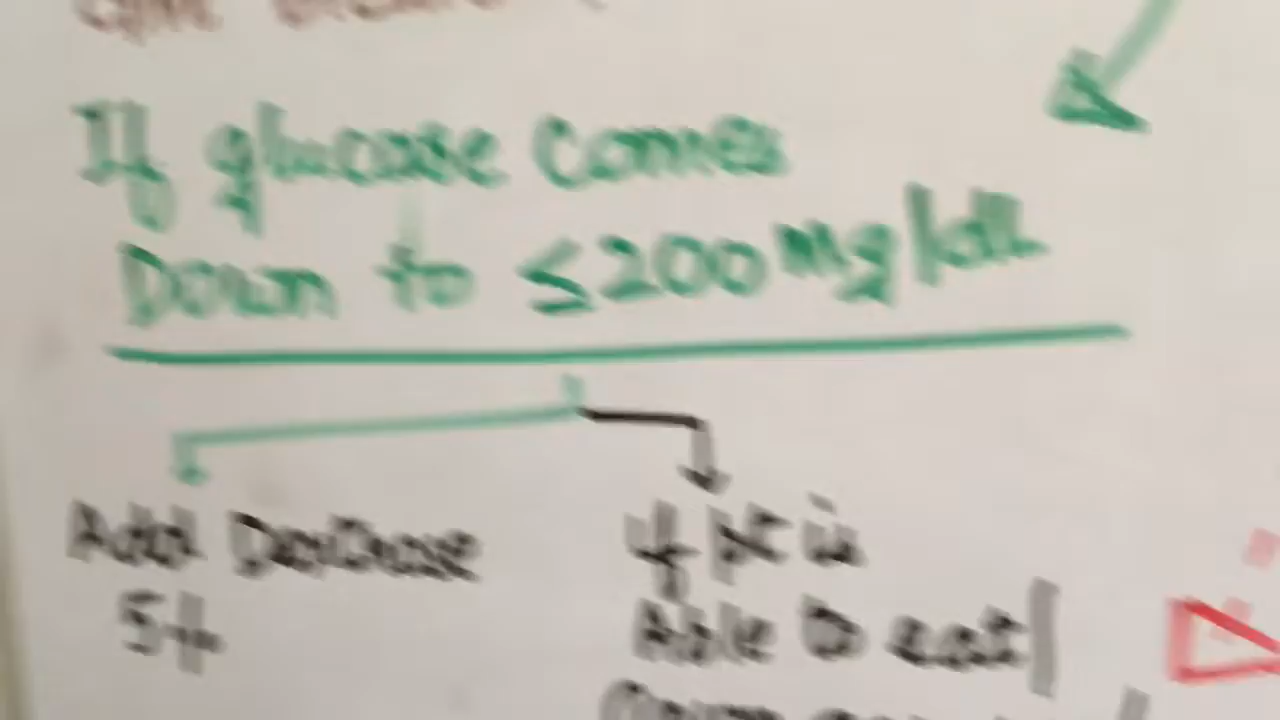 If glucose comes
Down to ≤200 Mg/dL
Add Dextrose
5%
If pt is
Able to eat/